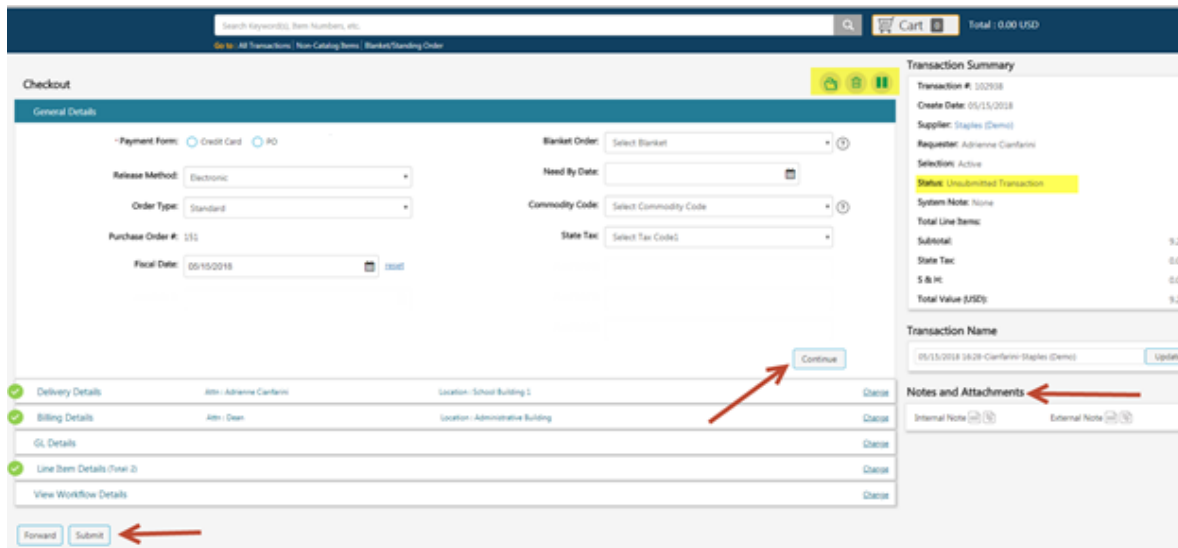 Search Keyword(s), Item Numbers, etc.
Cart 0
Total : 0.00 USD
Go to : All Transactions | Non-Catalog Items | Blanket/Standing Order
Checkout
General Details
*Payment Form: Credit Card PO
Blanket Order: Select Blanket
Release Method: Electronic
Need By Date:
Order Type: Standard
Commodity Code: Select Commodity Code
Purchase Order #: 151
State Tax: Select Tax Code1
Fiscal Date: 05/15/2018 reset
Continue
Delivery Details Attn : Adrienne Cianfarini Location : School Building 1 Change
Billing Details Attn : Dean Location : Administrative Building Change
GL Details Change
Line Item Details (Total: 2) Change
View Workflow Details Change
Forward Submit
Transaction Summary
Transaction #: 102938
Create Date: 05/15/2018
Supplier: Staples (Demo)
Requester: Adrienne Cianfarini
Selection: Active
Status: Unsubmitted Transaction
System Note: None
Total Line Items:
Subtotal:
State Tax:
S & H:
Total Value (USD):
Transaction Name
05/15/2018 16:28-Cianfarini-Staples (Demo) Updat
Notes and Attachments
Internal Note External Note